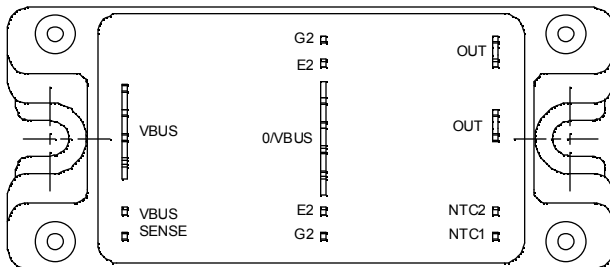 G2
OUT
E2
VBUS
0/VBUS
OUT
VBUS
SENSE
E2
G2
NTC2
NTC1